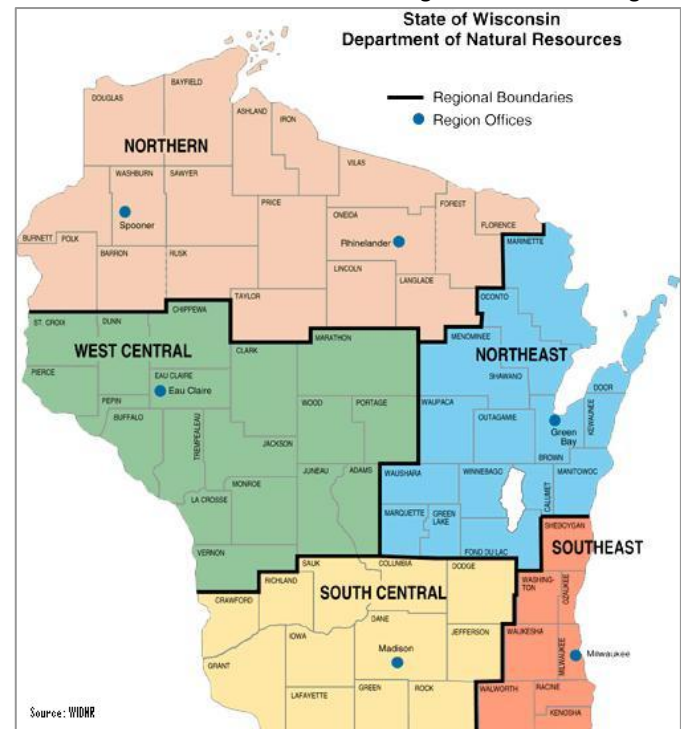 State of Wisconsin
Department of Natural Resources
Regional Boundaries
Region Offices
BAYFIELD
DOUGLAS
ASHLAND
IRON
NORTHERN
VILAS
WASHBURN
SAWYER
PRICE
FOREST
ONEIDA
FLORENCE
Spooner
BURNETT
POLK
Rhinelander
MARINETTE
BARRON
RUSK
LINCOLN
LANGLADE
TAYLOR
OCONTO
CHIPPEWA
ST. CROIX
DUNN
MARATHON
MENOMINEE
WEST CENTRAL
CLARK
NORTHEAST
PIERCE
EAU CLAIRE
SHAWANO
Eau Claire
DOOR
PEPIN
WOOD
PORTAGE
WAUPACA
KEWAUNEE
BUFFALO
TREMPEALEAU
OUTAGAMIE
Green
Bay
JACKSON
BROWN
JUNEAU
ADAMS
WAUSHARA
WINNEBAGO
MANITOWOC
MONROE
CALUMET
LA CROSSE
MARQUETTE
GREEN
LAKE
SHEBOYGAN
VERNON
FOND DU LAC
SOUTHEAST
SAUK
COLUMBIA
DODGE
RICHLAND
WASHING-
TON
OZAUKEE
CRAWFORD
SOUTH CENTRAL
DANE
IOWA
JEFFERSON
WAUKESHA
MILWAUKEE
Madison
Milwaukee
GRANT
GREEN
ROCK
WALWORTH
RACINE
LAFAYETTE
KENOSHA
Source: WIDNR